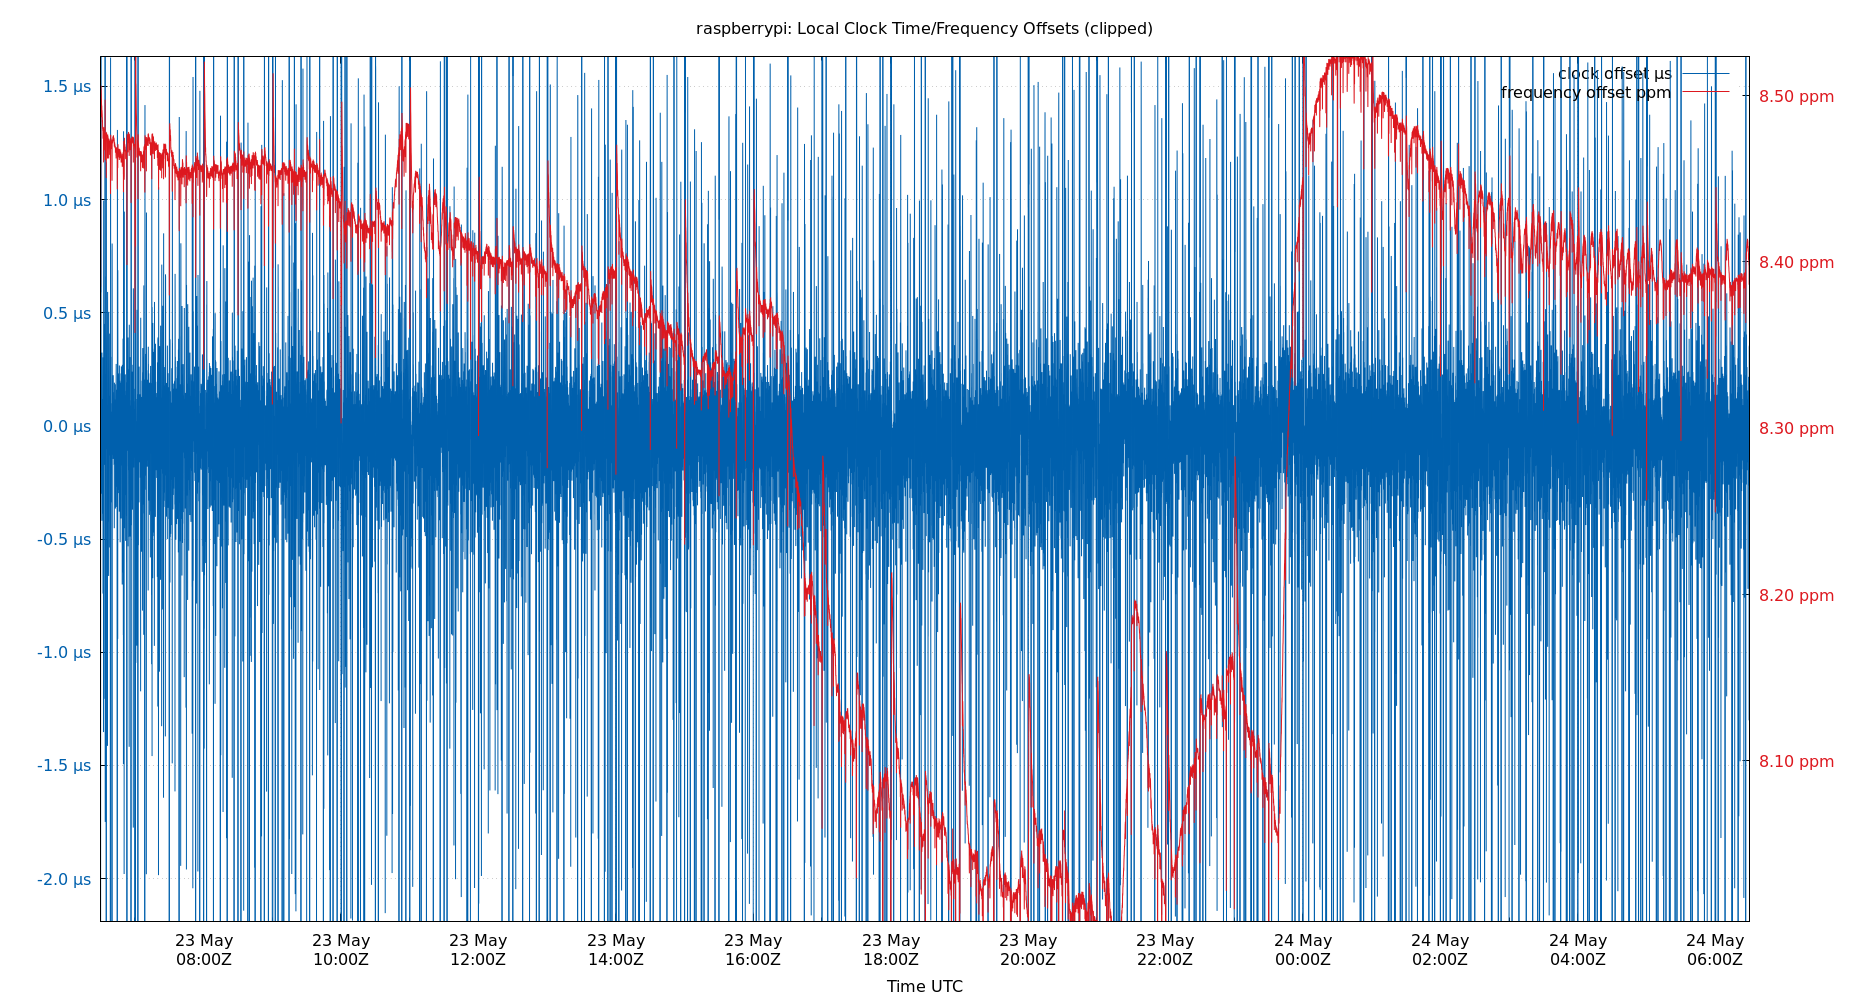 raspberrypi: Local Clock Time/Frequency Offsets (clipped)
clock offset µs
frequency offset ppm
1.5 µs
1.0 µs
0.5 µs
0.0 µs
-0.5 µs
-1.0 µs
-1.5 µs
-2.0 µs
8.50 ppm
8.40 ppm
8.30 ppm
8.20 ppm
8.10 ppm
23 May 23 May 23 May 23 May 23 May 23 May 23 May 23 May 24 May 24 May 24 May 24 May
08:00Z 10:00Z 12:00Z 14:00Z 16:00Z 18:00Z 20:00Z 22:00Z 00:00Z 02:00Z 04:00Z 06:00Z
Time UTC